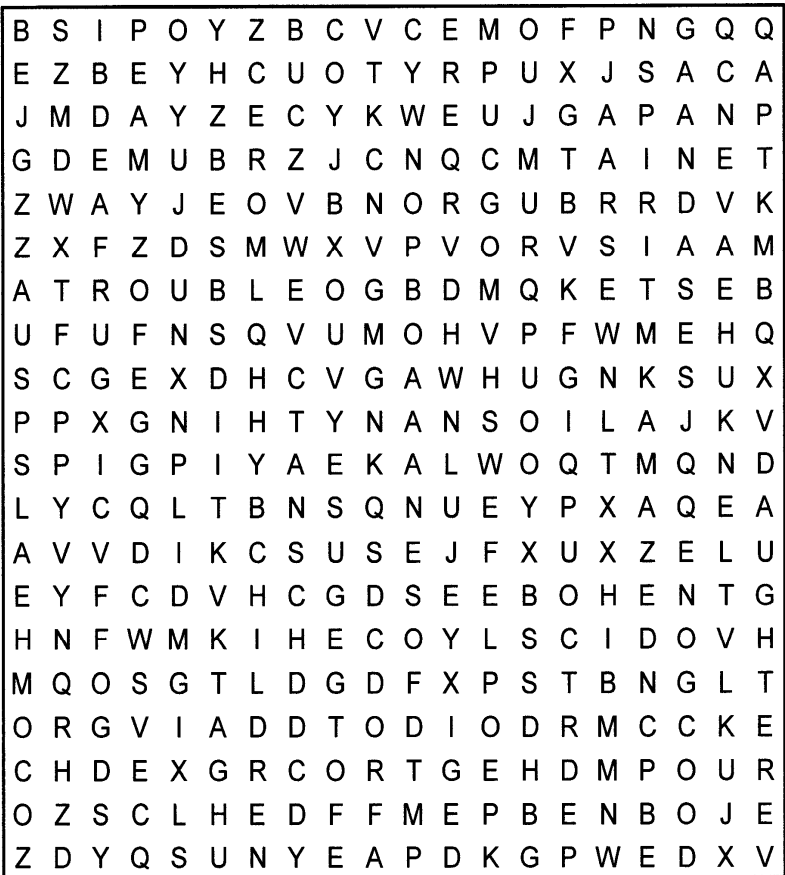 B S I P O Y Z B C V C E M O F P N G Q Q
E Z B E Y H C U O T Y R P U X J S A C A
J M D A Y Z E C Y K W E U J G A P A N P
G D E M U B R Z J C N Q C M T A I N E T
Z W A Y J E O V B N O R G U B R R D V K
Z X F Z D S M W X V P V O R V S I A A M
A T R O U B L E O G B D M Q K E T S E B
U F U F N S Q V U M O H V P F W M E H Q
S C G E X D H C V G A W H U G N K S U X
P P X G N I H T Y N A N S O I L A J K V
S P I G P I Y A E K A L W O Q T M Q N D
L Y C Q L T B N S Q N U E Y P X A Q E A
A V V D I K C S U S E J F X U X Z E L U
E Y F C D V H C G D S E E B O H E N T G
H N F W M K I H E C O Y L S C I D O V H
M Q O S G T L D G D F X P S T B N G L T
O R G V I A D D T O D I O D R M C C K E
C H D E X G R C O R T G E H D M P O U R
O Z S C L H E D F F M E P B E N B O J E
Z D Y Q S U N Y E A P D K G P W E D X V